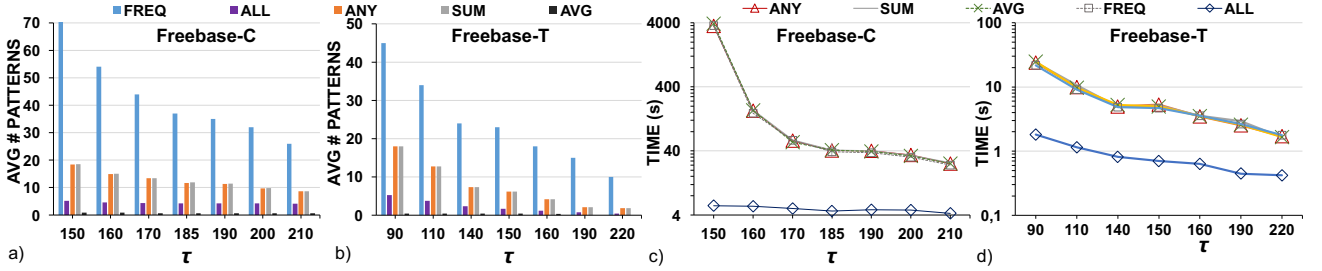 FREQ ALL ANY SUM AVG
ANY SUM AVG FREQ ALL
Freebase-C
AVG # PATTERNS
70
60
50
40
30
20
10
0
150 160 170 185 190 200 210
τ
a)
Freebase-T
AVG # PATTERNS
50
40
30
20
10
0
90 110 140 150 160 190 220
τ
b)
Freebase-C
TIME (s)
4000
400
40
4
150 160 170 185 190 200 210
τ
c)
Freebase-T
TIME (s)
100
10
1
0,1
90 110 140 150 160 190 220
τ
d)